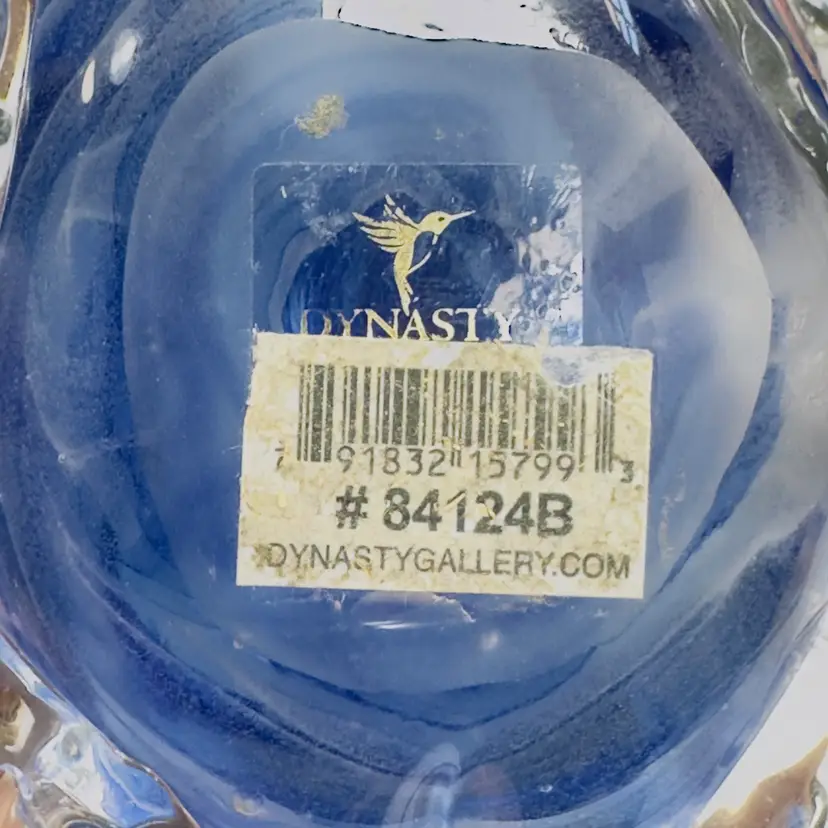 DYNASTY
7 91832 15799 3
# 84124B
DYNASTYGALLERY.COM